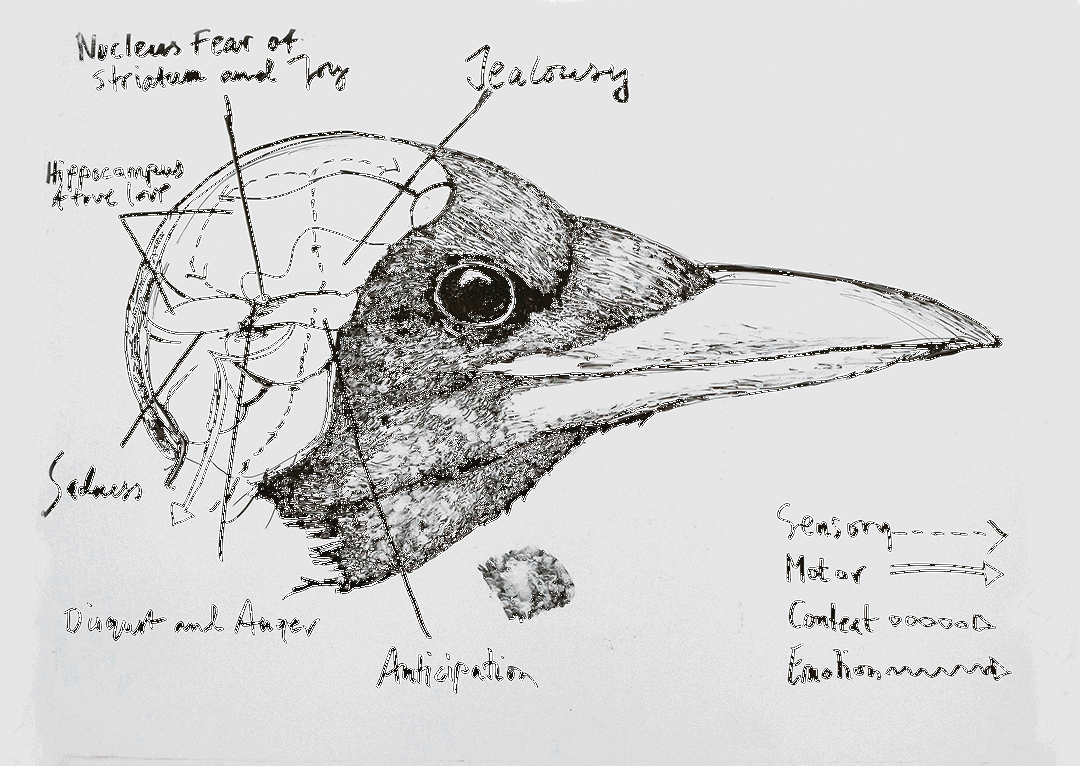 Nucleus Fear of
Striatum and Joy
Jealousy
Hippocampus
& true love
Sadness
Disgust and Anger
Anticipation
Sensory
Motor
Context
Emotion